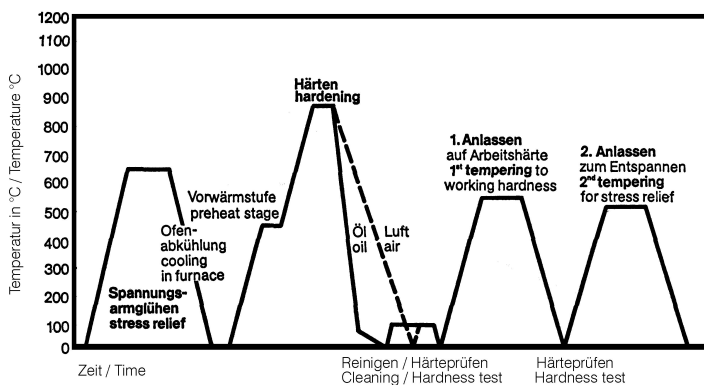 1200
1100
1000
900
800
700
600
500
400
300
200
100
0
Temperatur in °C / Temperature °C
Spannungs-
armglühen
stress relief
Ofen-
abkühlung
cooling
in furnace
Vorwärmstufe
preheat stage
Härten
hardening
Öl
oil
Luft
air
1. Anlassen
auf Arbeitshärte
1st tempering to
working hardness
2. Anlassen
zum Entspannen
2nd tempering
for stress relief
Zeit / Time
Reinigen / Härteprüfen
Cleaning / Hardness test
Härteprüfen
Hardness test